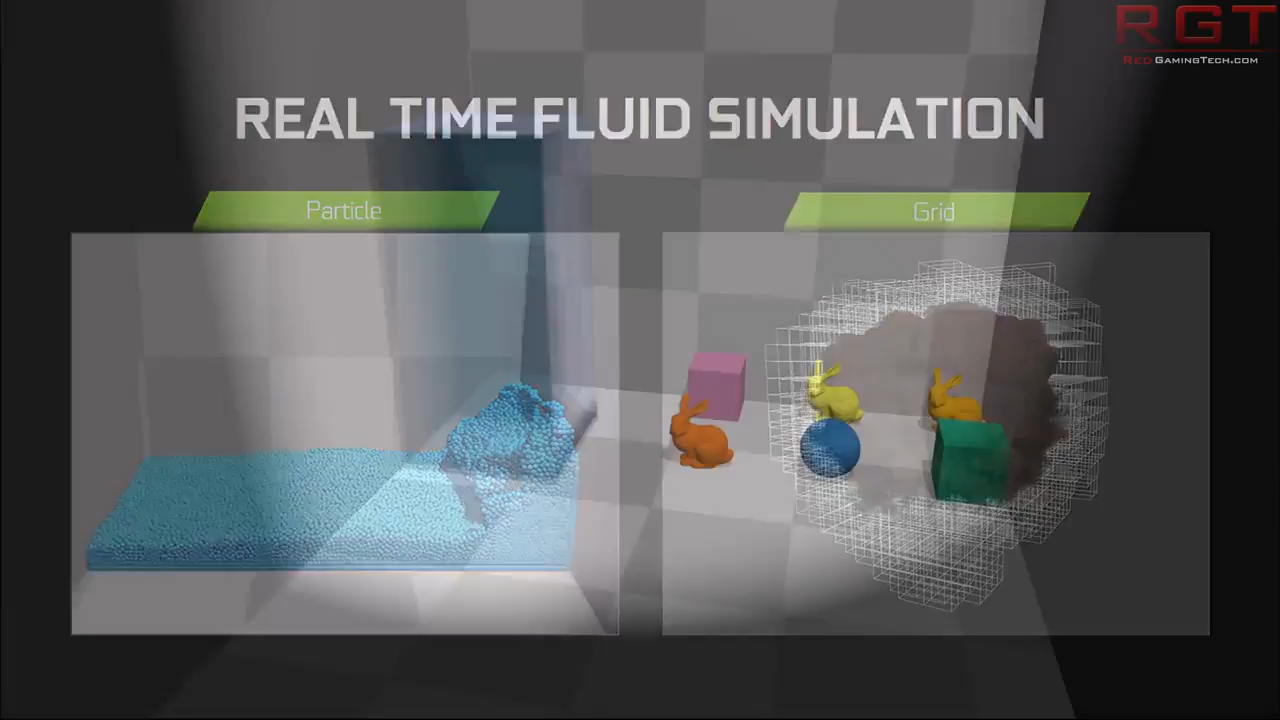 RGT
RedGamingTech.com
REAL TIME FLUID SIMULATION
Particle
Grid